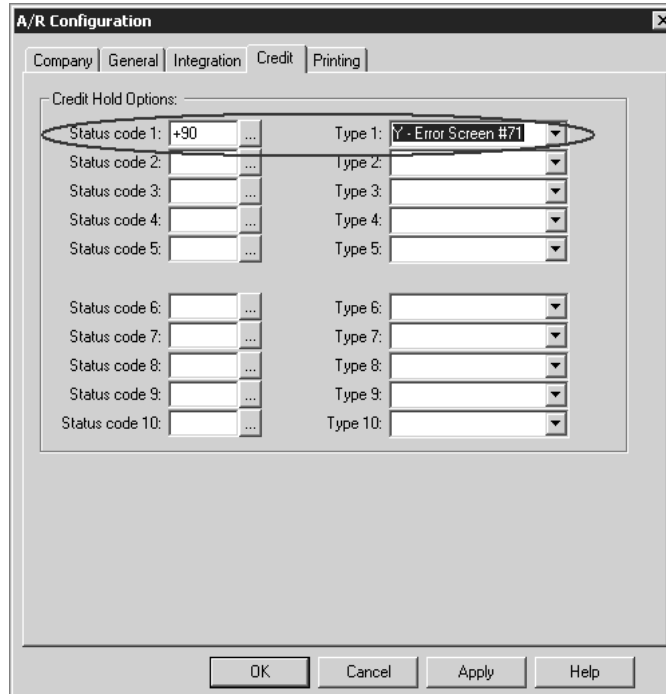 A/R Configuration
Company General Integration Credit Printing
Credit Hold Options:
Status code 1: +90 ... Type 1: Y - Error Screen #71
Status code 2: ... Type 2:
Status code 3: ... Type 3:
Status code 4: ... Type 4:
Status code 5: ... Type 5:
Status code 6: ... Type 6:
Status code 7: ... Type 7:
Status code 8: ... Type 8:
Status code 9: ... Type 9:
Status code 10: ... Type 10:
OK Cancel Apply Help